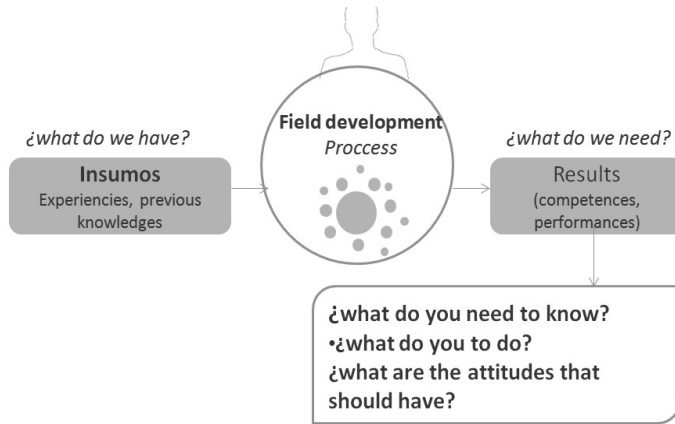 ¿what do we have?
Insumos
Experiencies, previous
knowledges
Field development
Proccess
¿what do we need?
Results
(competences,
performances)
¿what do you need to know?
•¿what do you to do?
¿what are the attitudes that
should have?